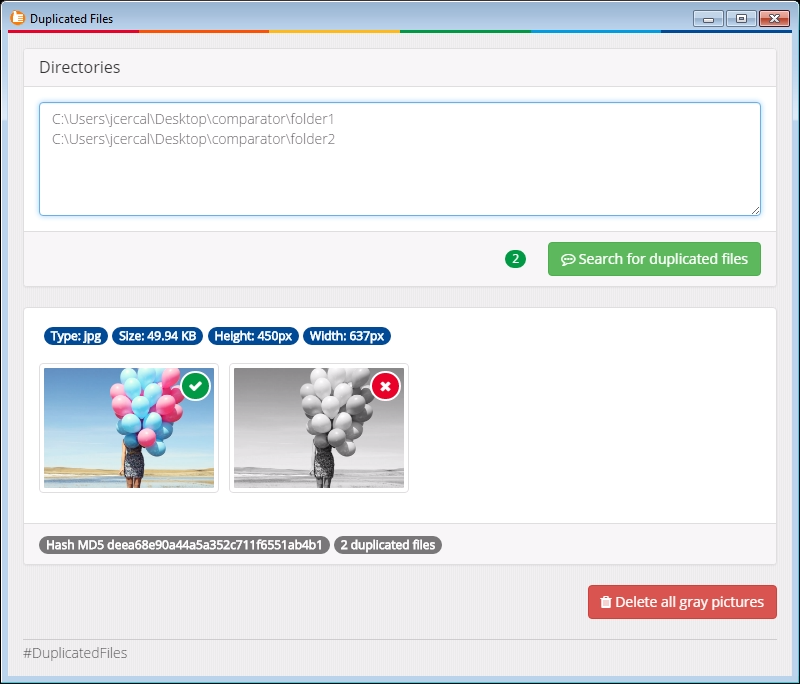 Duplicated Files
Directories
C:\Users\jcercal\Desktop\comparator\folder1
C:\Users\jcercal\Desktop\comparator\folder2
2
Search for duplicated files
Type: jpg
Size: 49.94 KB
Height: 450px
Width: 637px
Hash MD5 deea68e90a44a5a352c711f6551ab4b1
2 duplicated files
Delete all gray pictures
#DuplicatedFiles